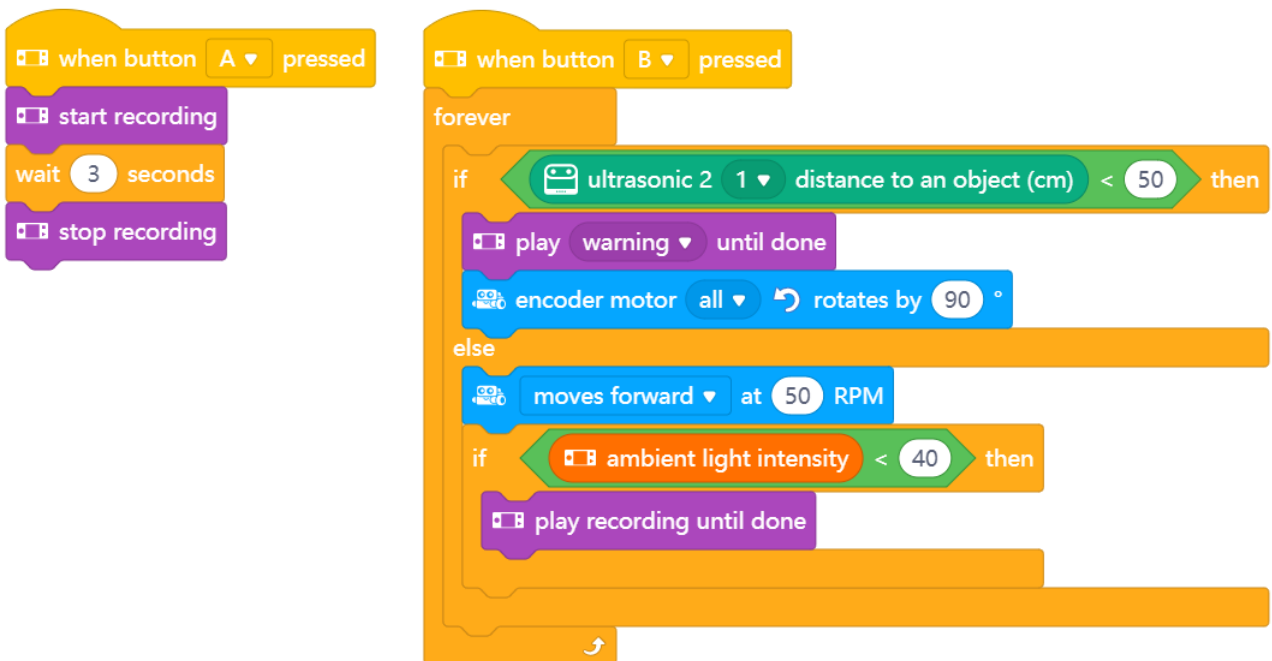 when button A pressed
start recording
wait 3 seconds
stop recording
when button B pressed
forever
if ultrasonic 2 1 distance to an object (cm) < 50 then
play warning until done
encoder motor all rotates by 90 °
else
moves forward at 50 RPM
if ambient light intensity < 40 then
play recording until done